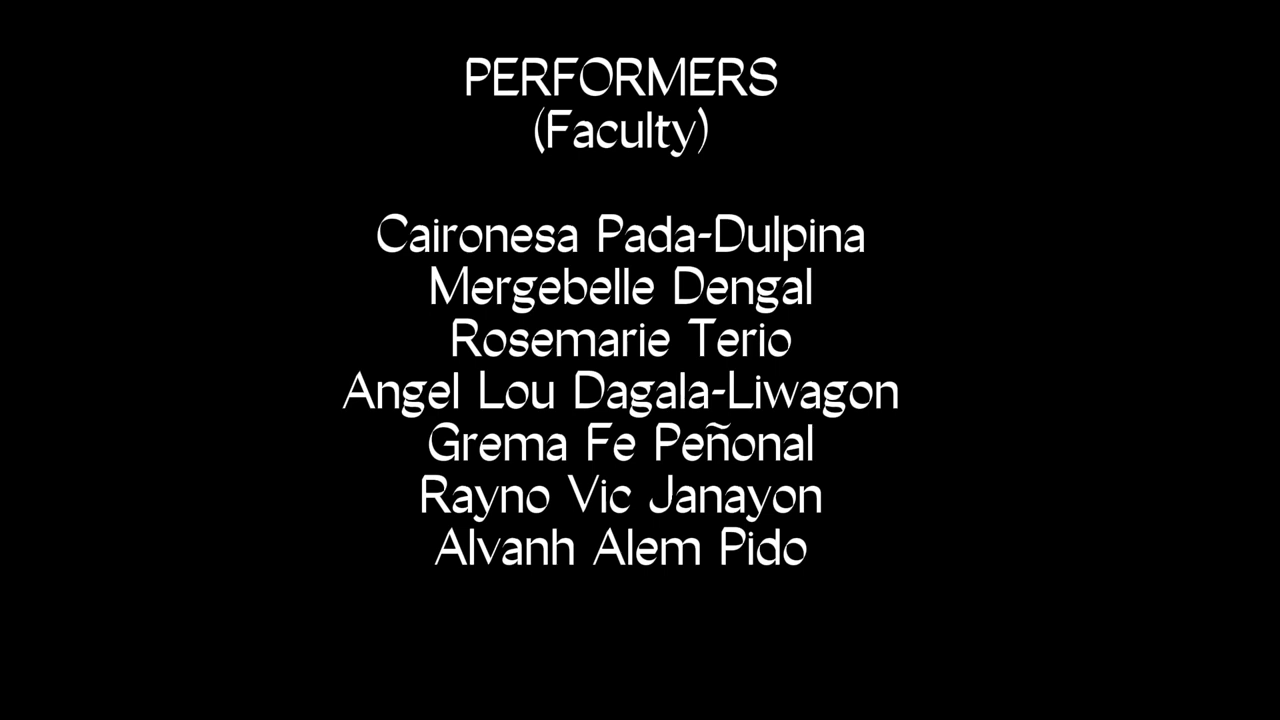 PERFORMERS
(Faculty)
Caironesa Pada-Dulpina
Mergebelle Dengal
Rosemarie Terio
Angel Lou Dagala-Liwagon
Grema Fe Peñonal
Rayno Vic Janayon
Alvanh Alem Pido